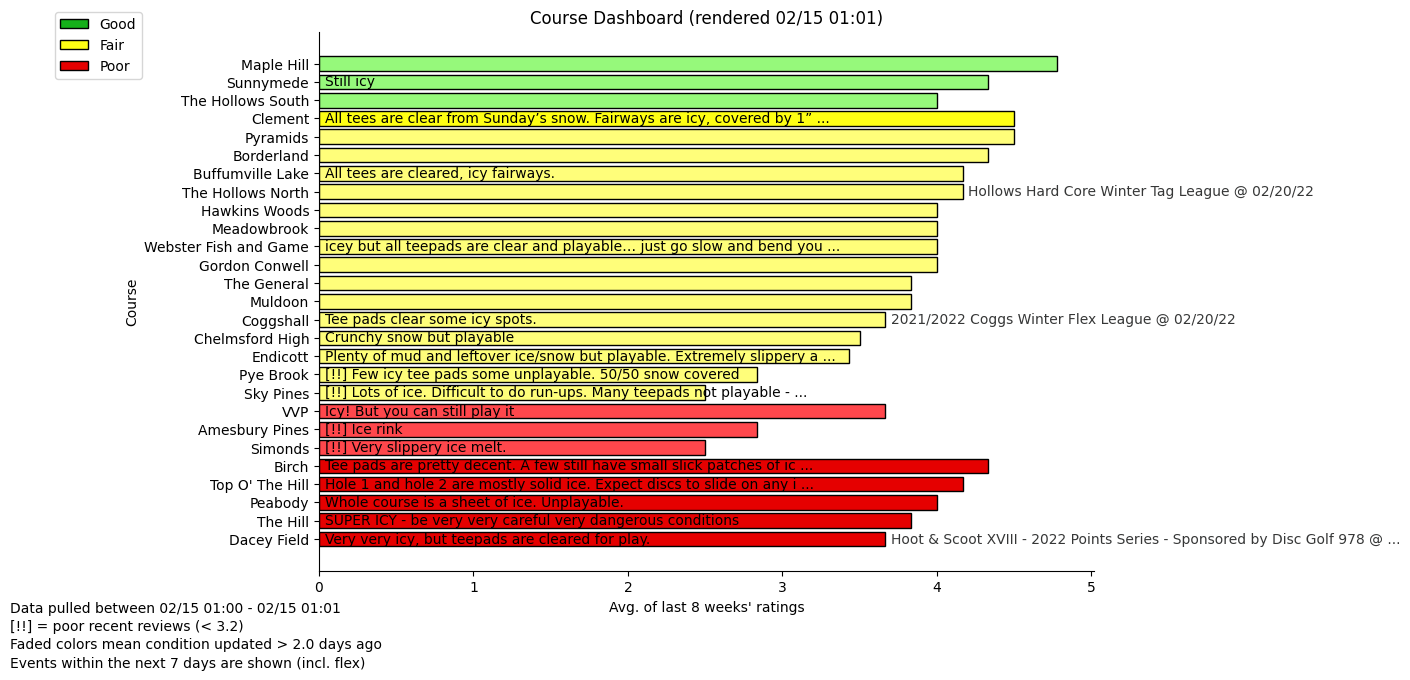 Course Dashboard (rendered 02/15 01:01)
Good
Fair
Poor
Maple Hill
Sunnymede Still icy
The Hollows South
Clement All tees are clear from Sunday’s snow. Fairways are icy, covered by 1” ...
Pyramids
Borderland
Buffumville Lake All tees are cleared, icy fairways.
The Hollows North Hollows Hard Core Winter Tag League @ 02/20/22
Hawkins Woods
Meadowbrook
Webster Fish and Game icey but all teepads are clear and playable... just go slow and bend you ...
Gordon Conwell
The General
Muldoon
Coggshall Tee pads clear some icy spots. 2021/2022 Coggs Winter Flex League @ 02/20/22
Chelmsford High Crunchy snow but playable
Endicott Plenty of mud and leftover ice/snow but playable. Extremely slippery a ...
Pye Brook [!!] Few icy tee pads some unplayable. 50/50 snow covered
Sky Pines [!!] Lots of ice. Difficult to do run-ups. Many teepads not playable - ...
VVP Icy! But you can still play it
Amesbury Pines [!!] Ice rink
Simonds [!!] Very slippery ice melt.
Birch Tee pads are pretty decent. A few still have small slick patches of ic ...
Top O' The Hill Hole 1 and hole 2 are mostly solid ice. Expect discs to slide on any i ...
Peabody Whole course is a sheet of ice. Unplayable.
The Hill SUPER ICY - be very very careful very dangerous conditions
Dacey Field Very very icy, but teepads are cleared for play. Hoot & Scoot XVIII - 2022 Points Series - Sponsored by Disc Golf 978 @ ...
Course
0 1 2 3 4 5
Avg. of last 8 weeks' ratings
Data pulled between 02/15 01:00 - 02/15 01:01
[!!] = poor recent reviews (< 3.2)
Faded colors mean condition updated > 2.0 days ago
Events within the next 7 days are shown (incl. flex)